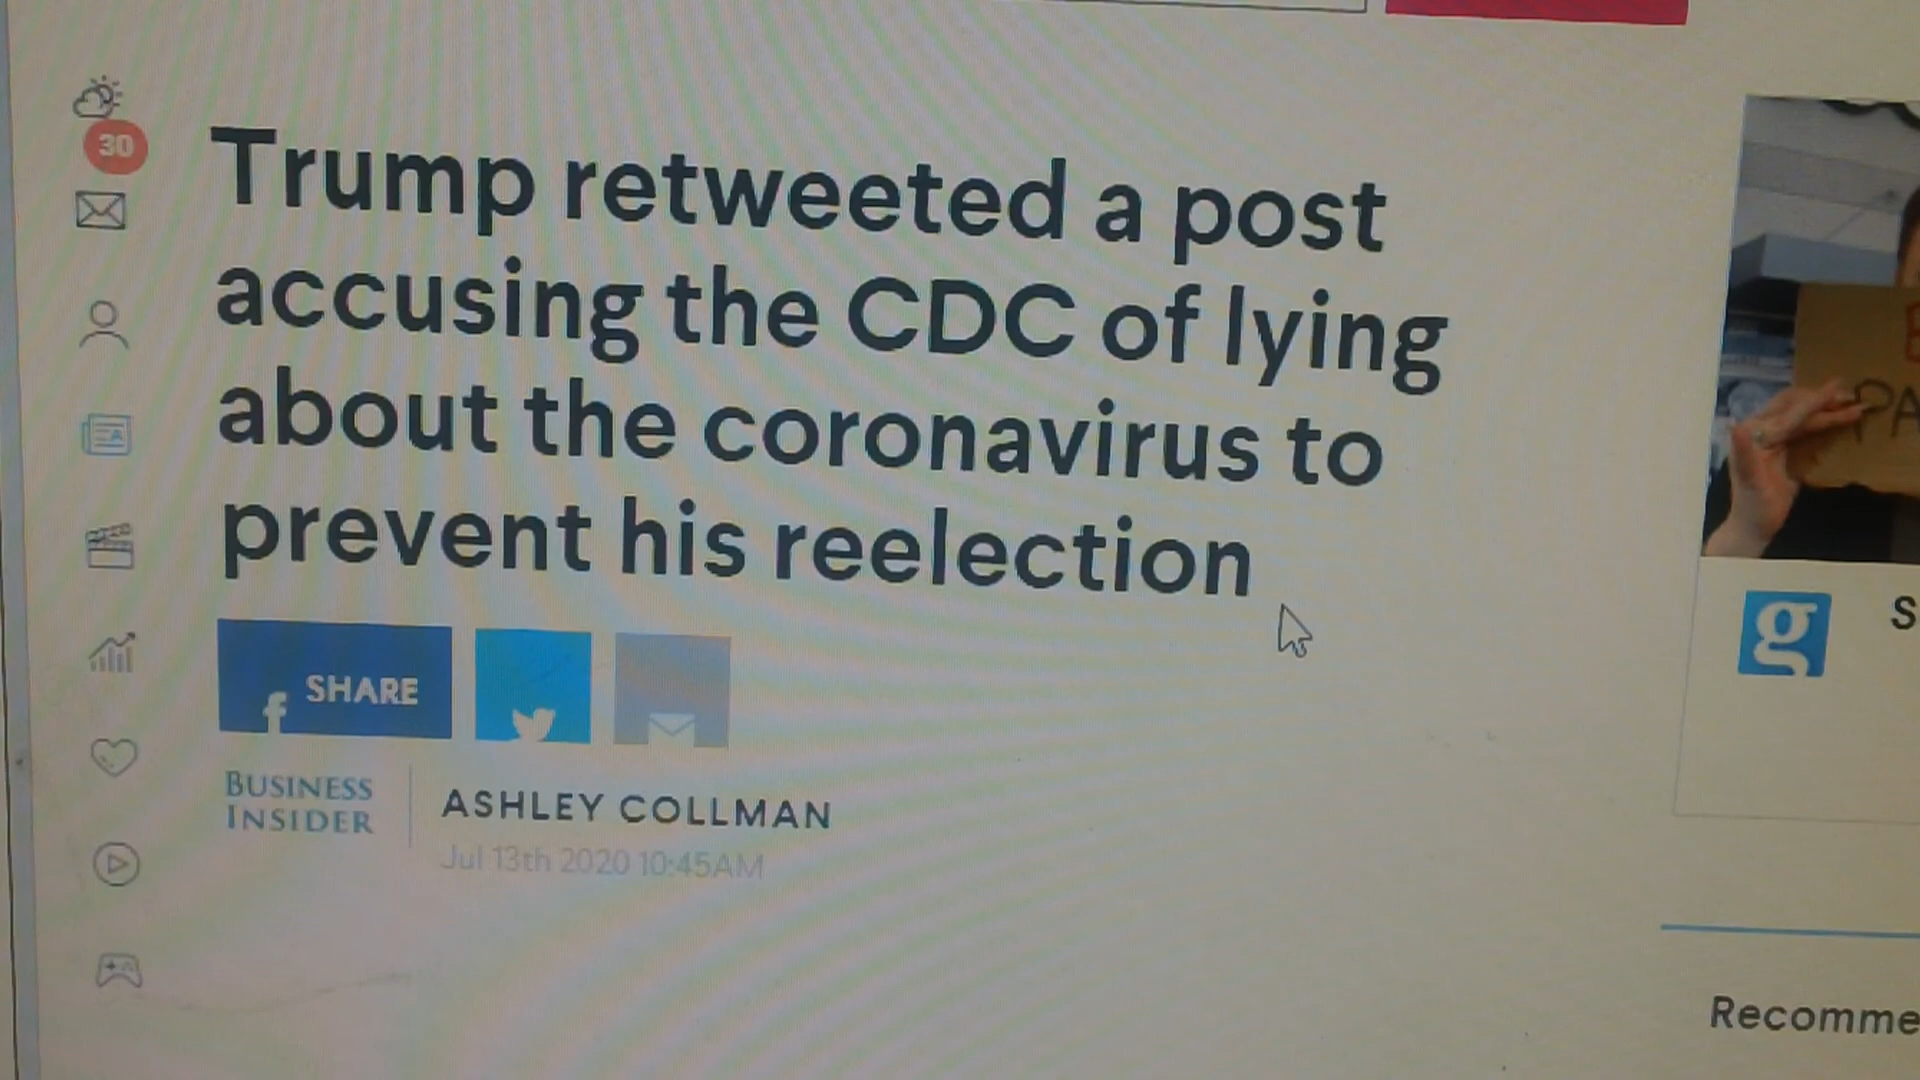 30
Trump retweeted a post
accusing the CDC of lying
about the coronavirus to
prevent his reelection
f SHARE
BUSINESS
INSIDER
ASHLEY COLLMAN
Jul 13th 2020 10:45AM
PA
g
S
Recomme